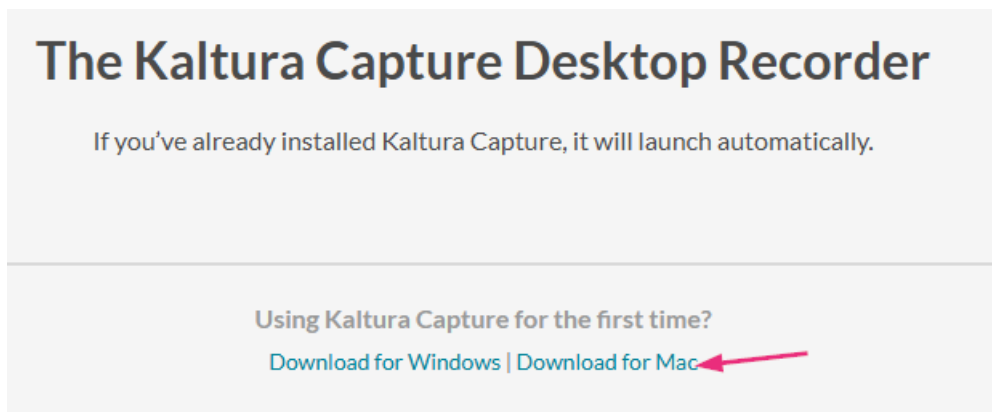 The Kaltura Capture Desktop Recorder
If you’ve already installed Kaltura Capture, it will launch automatically.
Using Kaltura Capture for the first time?
Download for Windows | Download for Mac